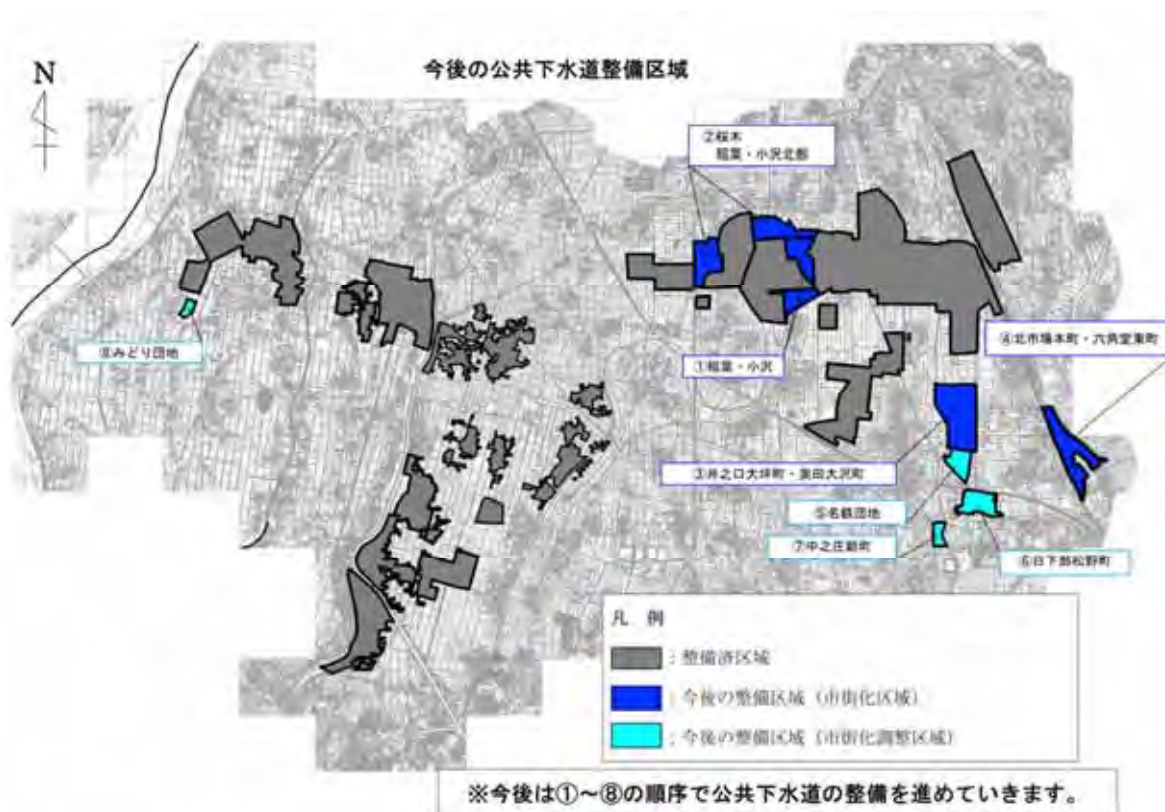 今後の公共下水道整備区域
N
②桜木
稲葉・小沢北部
④北市場本町・六角堂東町
⑧みどり団地
①稲葉・小沢
③井之口大坪町・奥田大沢町
⑤名鉄団地
⑦中之庄額町
⑥日下部松野町
凡 例
：整備済区域
：今後の整備区域（市街化区域）
：今後の整備区域（市街化調整区域）
※今後は①～⑧の順序で公共下水道の整備を進めていきます。